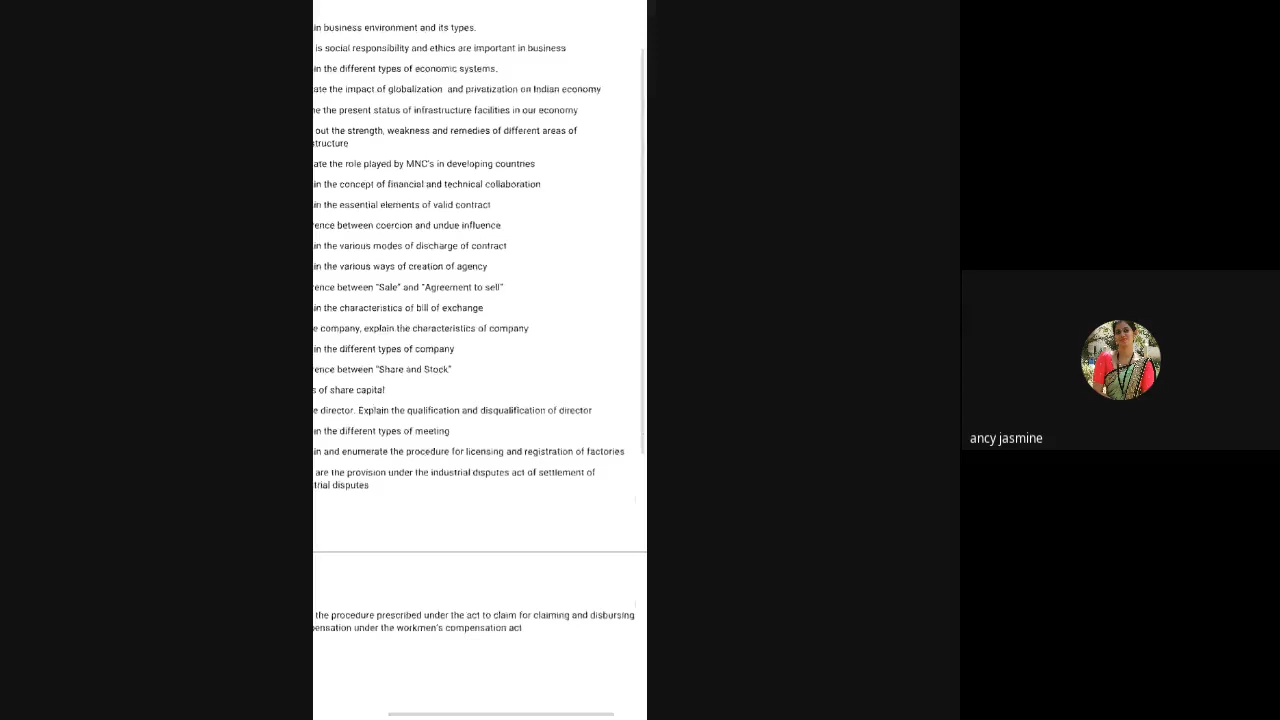 in business environment and its types.
is social responsibility and ethics are important in business
in the different types of economic systems.
ate the impact of globalization and privatization on Indian economy
ne the present status of infrastructure facilities in our economy
out the strength, weakness and remedies of different areas of
structure
ate the role played by MNC's in developing countries
in the concept of financial and technical collaboration
in the essential elements of valid contract
rence between coercion and undue influence
in the various modes of discharge of contract
in the various ways of creation of agency
rence between "Sale" and "Agreement to sell"
in the characteristics of bill of exchange
e company, explain the characteristics of company
in the different types of company
rence between "Share and Stock"
s of share capital
e director. Explain the qualification and disqualification of director
in the different types of meeting
in and enumerate the procedure for licensing and registration of factories
are the provision under the industrial disputes act of settlement of
trial disputes
the procedure prescribed under the act to claim for claiming and disbursing
pensation under the workmen's compensation act
ancy jasmine